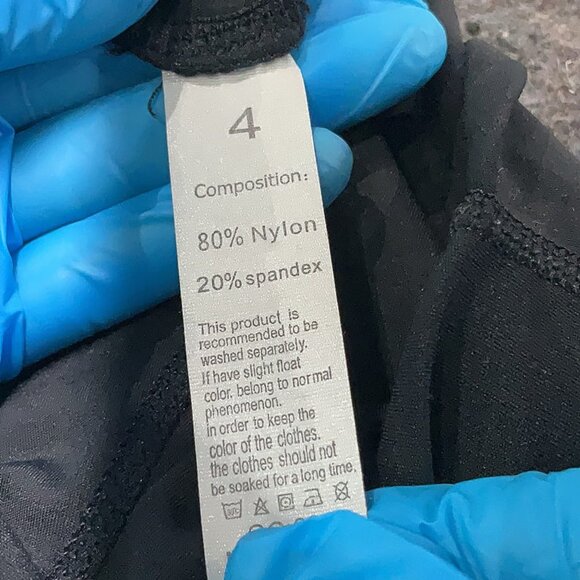 4
Composition:
80% Nylon
20% spandex
This product is
recommended to be
washed separately.
If have slight float
color, belong to normal
phenomenon.
in order to keep the
color of the clothes.
the clothes should not
be soaked for a long time.